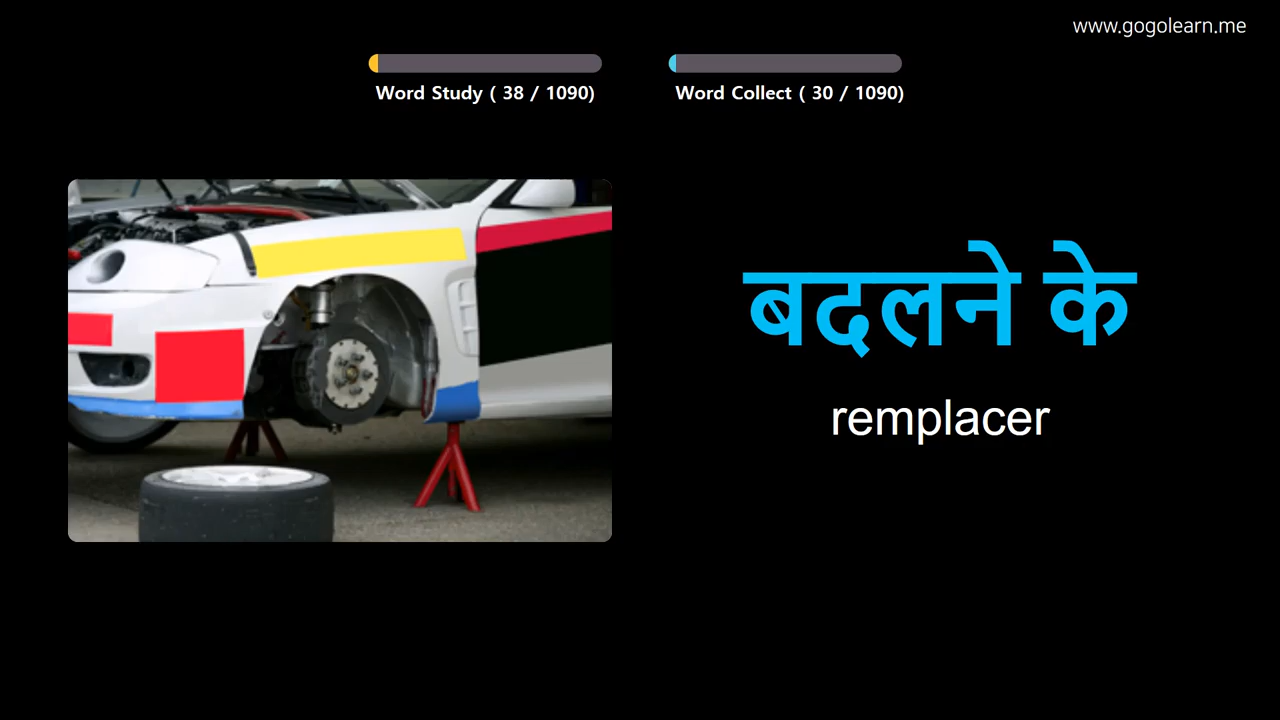 www.gogolearn.me
Word Study ( 38 / 1090)
Word Collect ( 30 / 1090)
बदलने के
remplacer